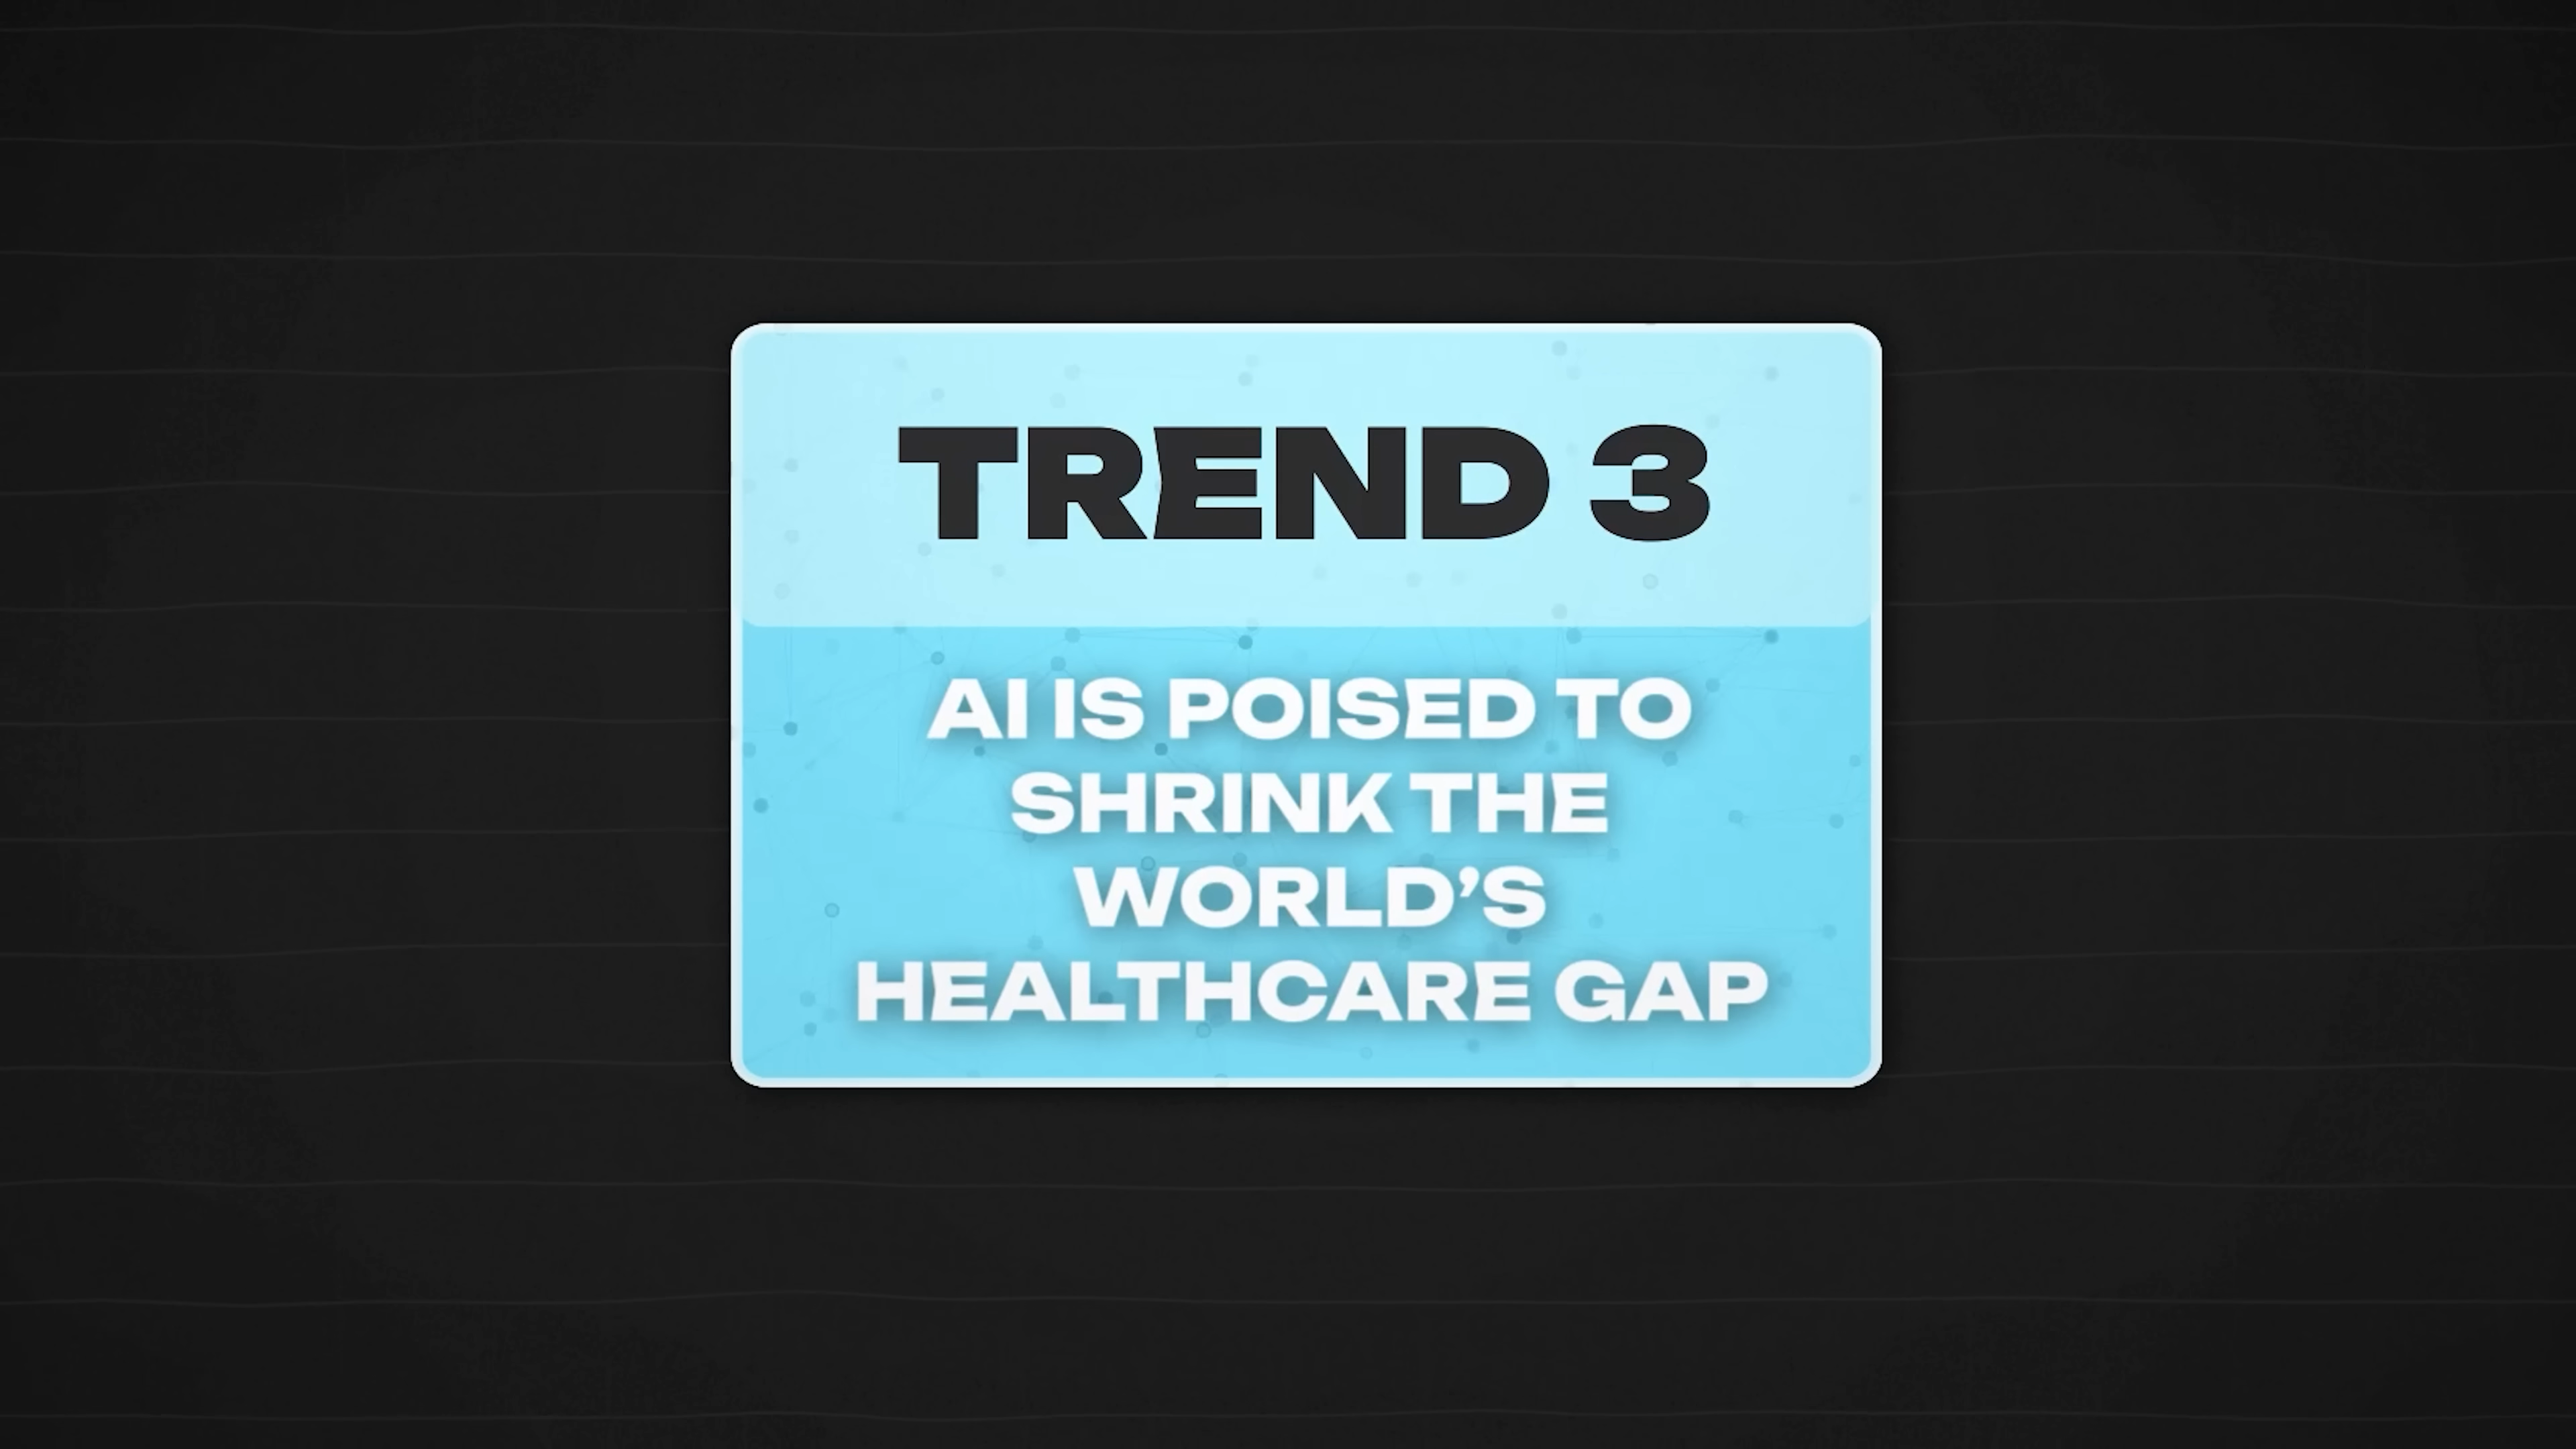 TREND 3
AI IS POISED TO
SHRINK THE
WORLD’S
HEALTHCARE GAP